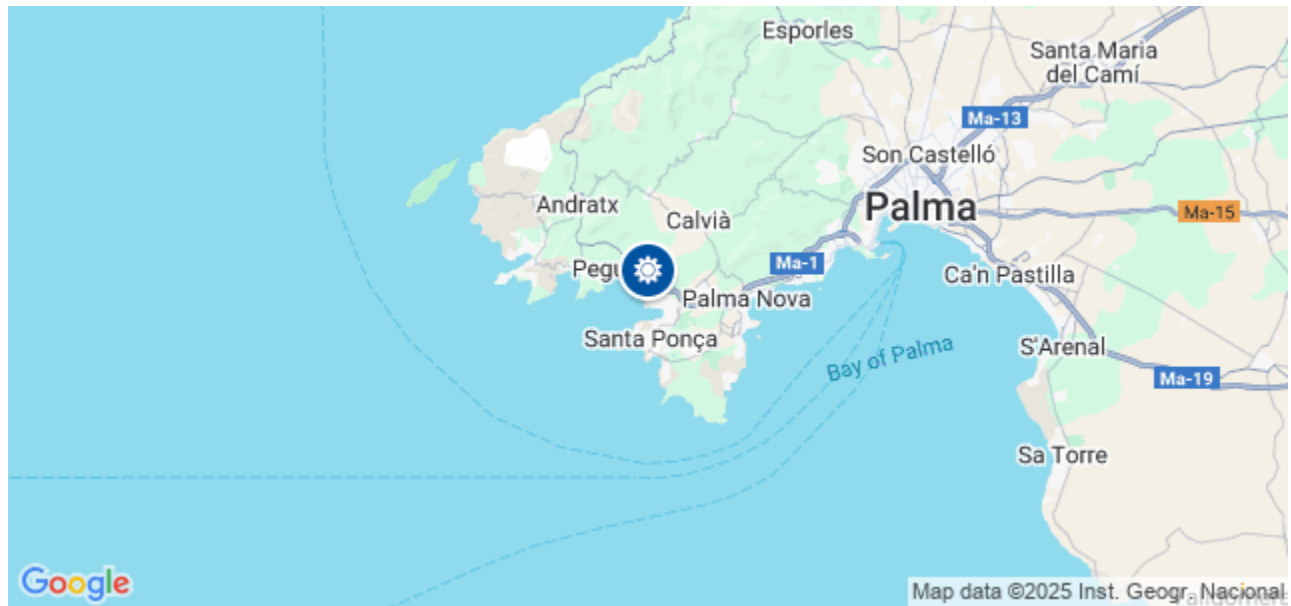 Esporles
Santa Maria
del Camí
Ma-13
Son Castelló
Andratx
Palma
Calvià
Ma-15
Ma-1
Pegu
Ca'n Pastilla
Palma Nova
Santa Ponça
S'Arenal
Bay of Palma
Ma-19
Sa Torre
Google
Map data ©2025 Inst. Geogr. Nacional